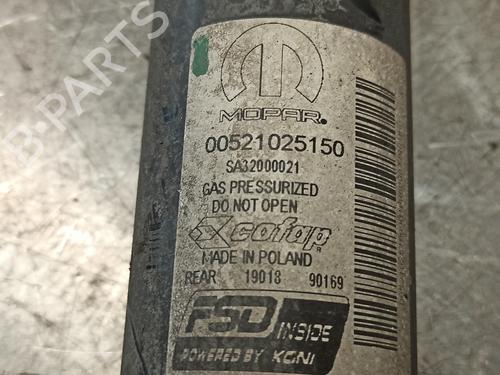 MOPAR®
00521025150
SA32000021
GAS PRESSURIZED
DO NOT OPEN
cofap®
MADE IN POLAND
REAR 19018 90169
FSD INSIDE
POWERED BY KONI
B-PARTS